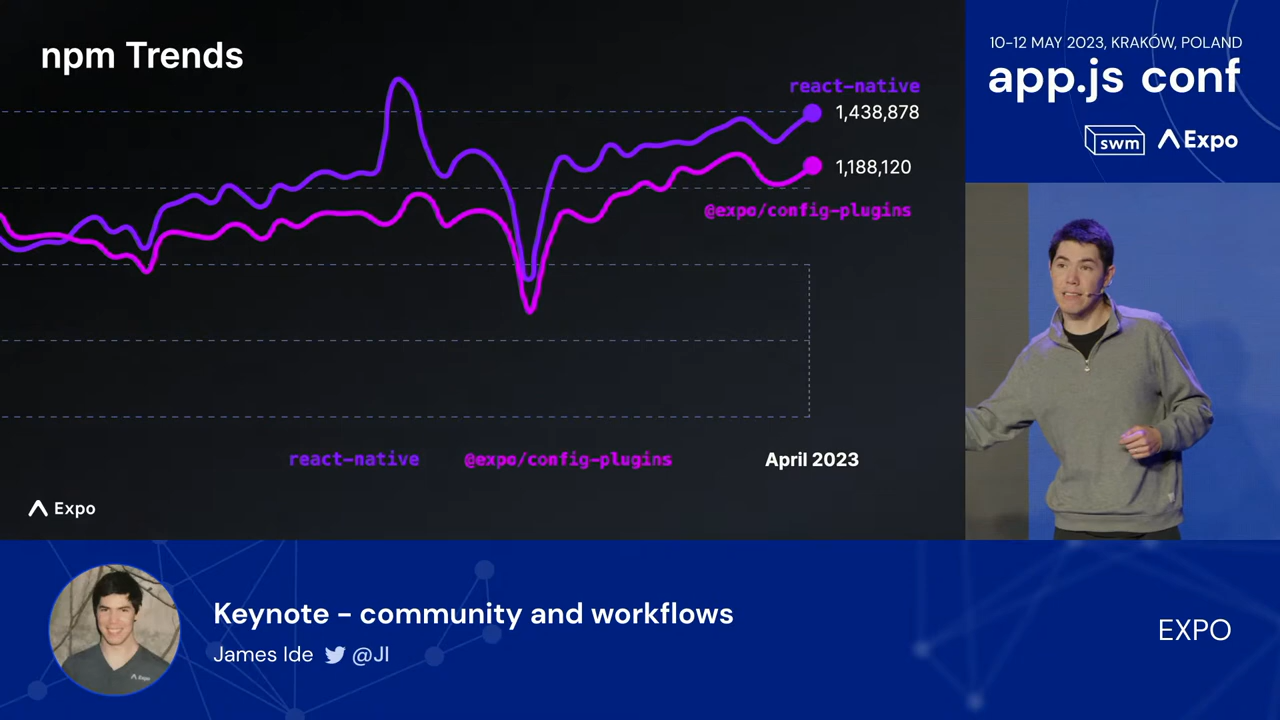 npm Trends
react-native
1,438,878
1,188,120
@expo/config-plugins
react-native
@expo/config-plugins
April 2023
Expo
10-12 MAY 2023, KRAKÓW, POLAND
app.js conf
swm
Expo
Keynote - community and workflows
James Ide @JI
EXPO